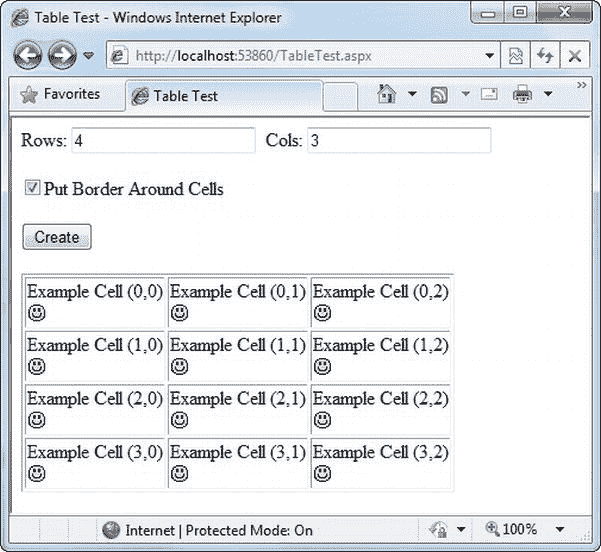 Table Test - Windows Internet Explorer
http://localhost:53860/TableTest.aspx
Favorites Table Test
Rows: 4 Cols: 3
Put Border Around Cells
Create
Example Cell (0,0) Example Cell (0,1) Example Cell (0,2)
Example Cell (1,0) Example Cell (1,1) Example Cell (1,2)
Example Cell (2,0) Example Cell (2,1) Example Cell (2,2)
Example Cell (3,0) Example Cell (3,1) Example Cell (3,2)
Internet | Protected Mode: On 100%